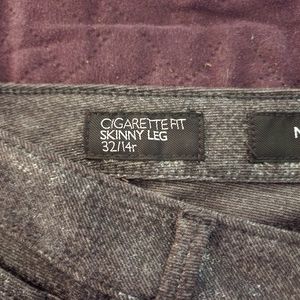 CIGARETTE FIT
SKINNY LEG
32/14r